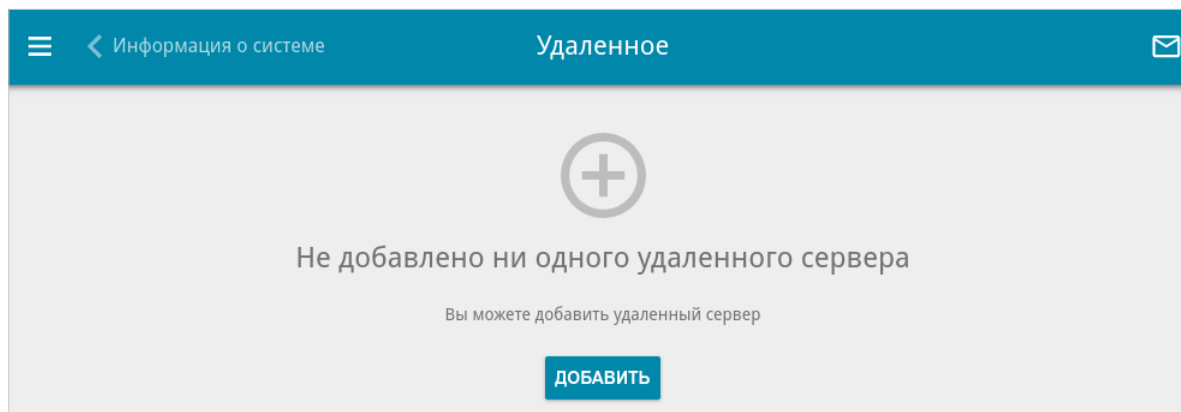 Информация о системе
Удаленное
Не добавлено ни одного удаленного сервера
Вы можете добавить удаленный сервер
ДОБАВИТЬ